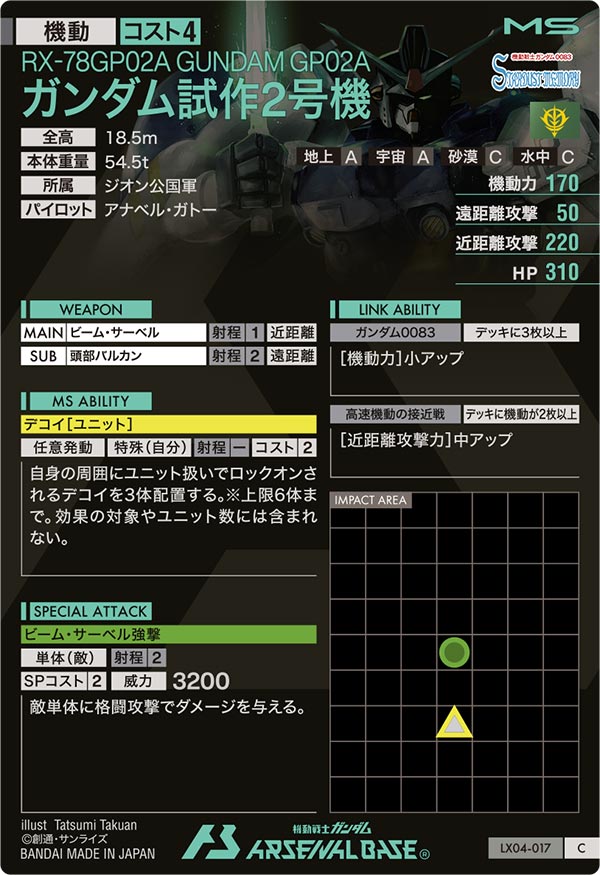 機動 コスト4 MS
RX-78GP02A GUNDAM GP02A
ガンダム試作2号機
機動戦士ガンダム0083
STARDUST MEMORY
全高 18.5m
本体重量 54.5t
所属 ジオン公国軍
パイロット アナベル・ガトー
地上 A 宇宙 A 砂漠 C 水中 C
機動力 170
遠距離攻撃 50
近距離攻撃 220
HP 310
WEAPON
MAIN ビーム・サーベル 射程 1 近距離
SUB 頭部バルカン 射程 2 遠距離
MS ABILITY
デコイ[ユニット]
任意発動 特殊(自分) 射程 ー コスト 2
自身の周囲にユニット扱いでロックオンさ
れるデコイを3体配置する。※上限6体ま
で。効果の対象やユニット数には含まれ
ない。
SPECIAL ATTACK
ビーム・サーベル強撃
単体(敵) 射程 2
SPコスト 2 威力 3200
敵単体に格闘攻撃でダメージを与える。
LINK ABILITY
ガンダム0083 デッキに3枚以上
[機動力]小アップ
高速機動の接近戦 デッキに機動が2枚以上
[近距離攻撃力]中アップ
IMPACT AREA
illust Tatsumi Takuan
©創通・サンライズ
BANDAI MADE IN JAPAN
機動戦士ガンダム
ARSENAL BASE®
LX04-017 C